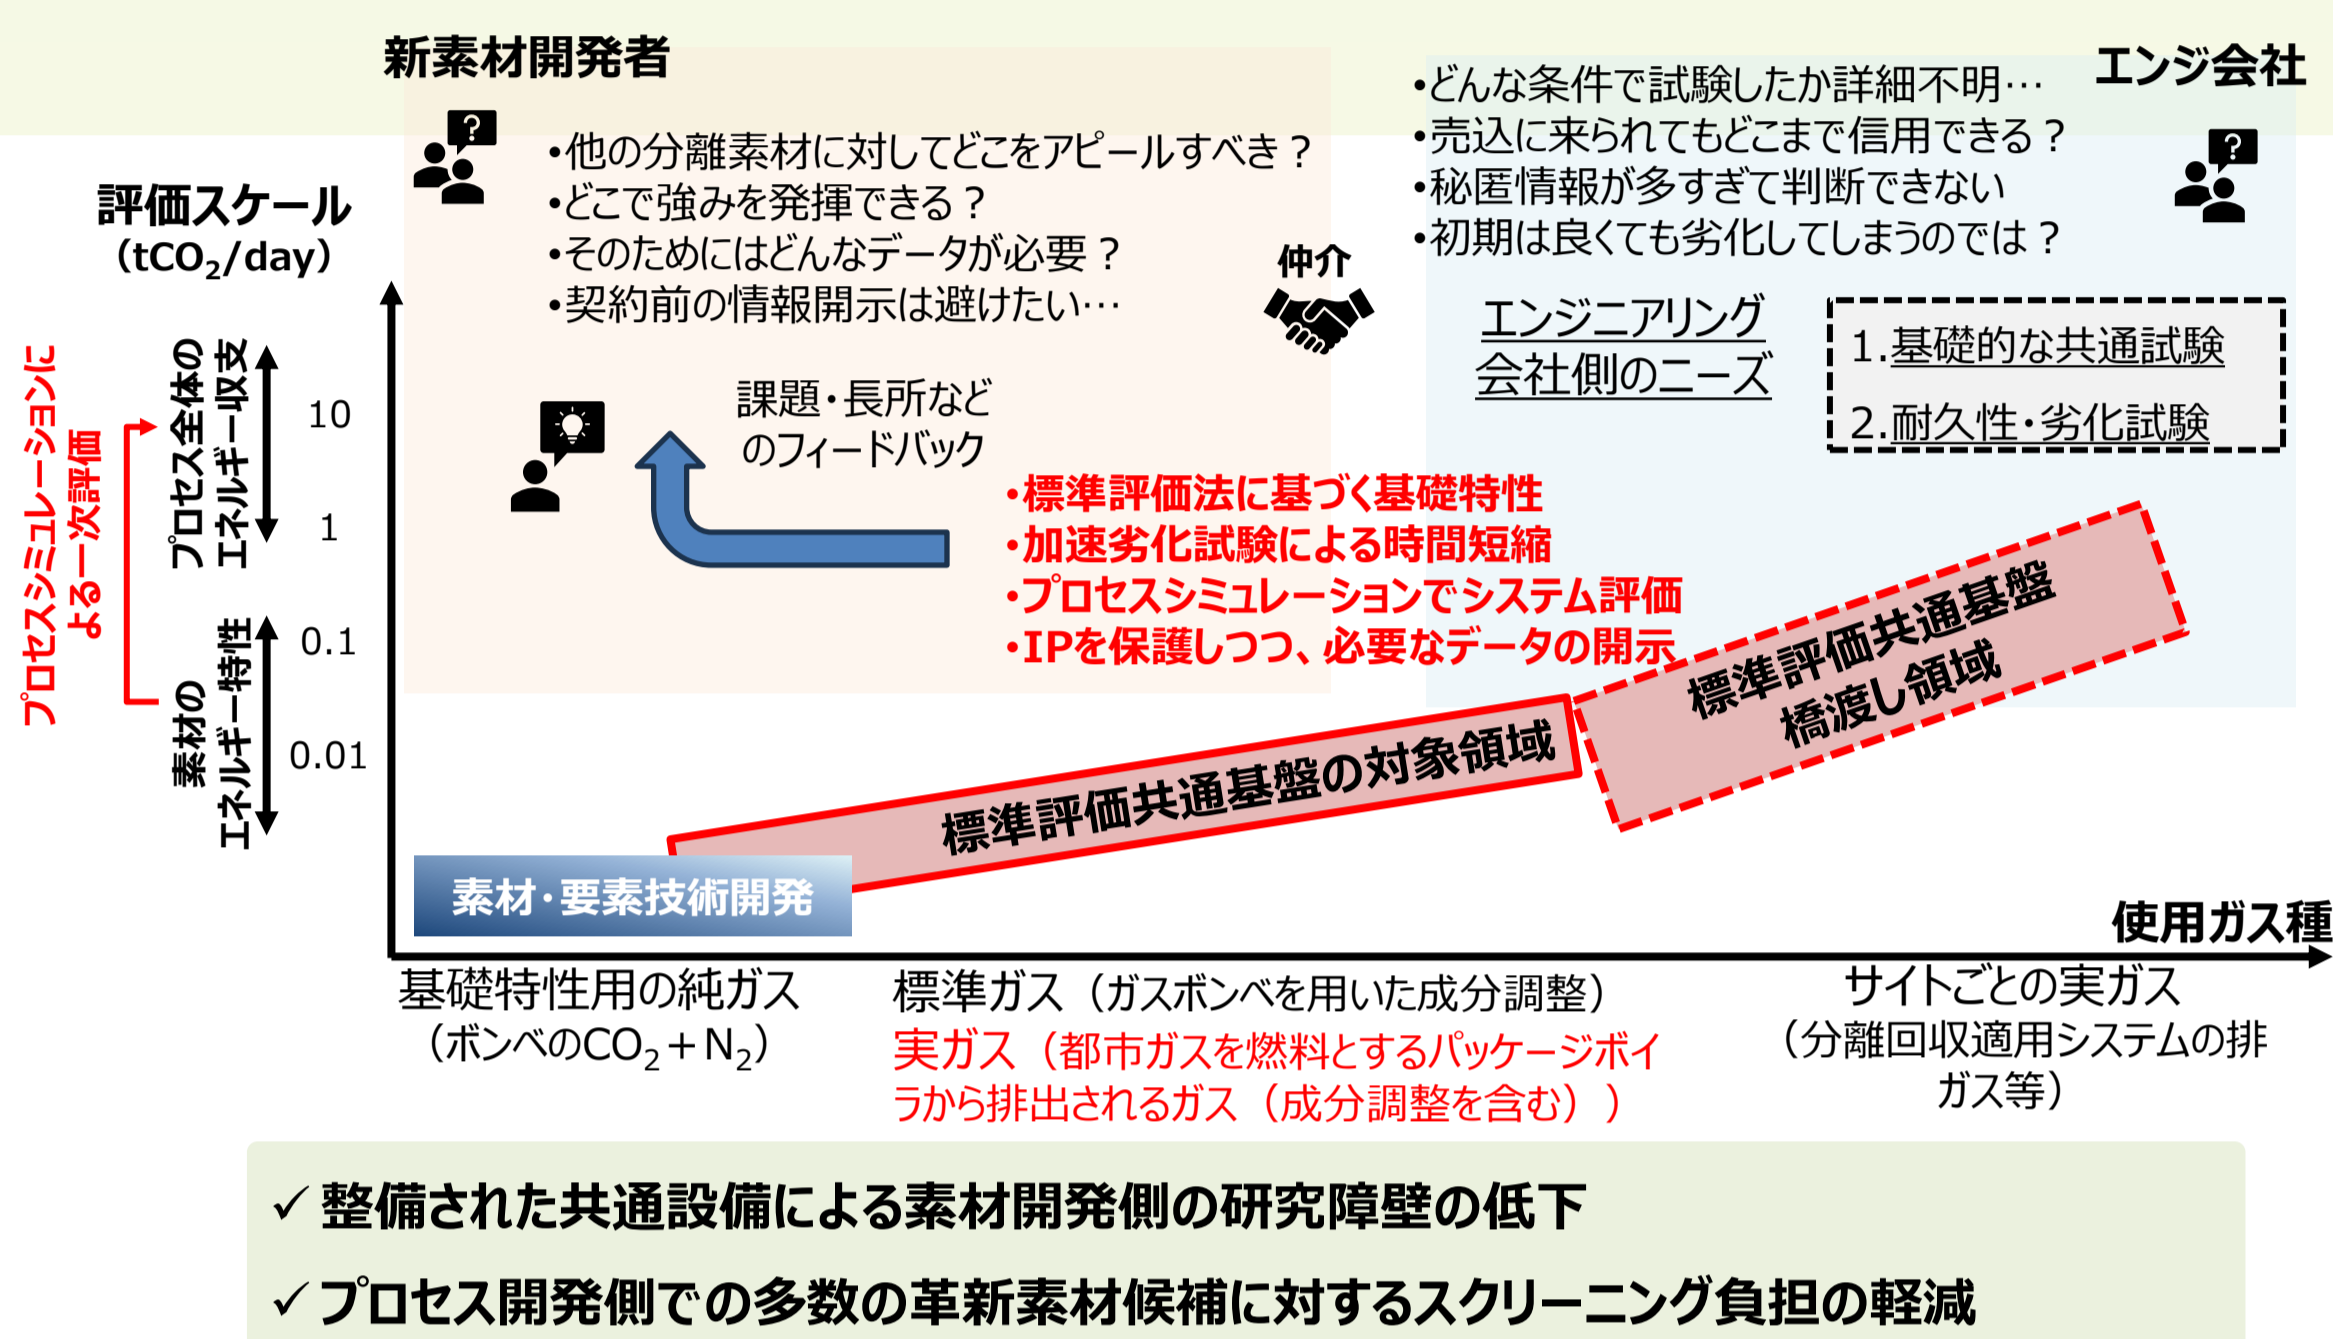 新素材開発者
•他の分離素材に対してどこをアピールすべき？
•どこで強みを発揮できる？
•そのためにはどんなデータが必要？
•契約前の情報開示は避けたい…
エンジ会社
•どんな条件で試験したか詳細不明…
•売込に来られてもどこまで信用できる？
•秘匿情報が多すぎて判断できない
•初期は良くても劣化してしまうのでは？
仲介
エンジニアリング
会社側のニーズ
1.基礎的な共通試験
2.耐久性・劣化試験
評価スケール
（tCO₂/day）
プロセスシミュレーションに
よる一次評価
プロセス全体の
エネルギー収支
素材の
エネルギー特性
10
1
0.1
0.01
課題・長所など
のフィードバック
•標準評価法に基づく基礎特性
•加速劣化試験による時間短縮
•プロセスシミュレーションでシステム評価
•IPを保護しつつ、必要なデータの開示
標準評価共通基盤
橋渡し領域
標準評価共通基盤の対象領域
素材・要素技術開発
使用ガス種
基礎特性用の純ガス
（ボンベのCO₂＋N₂）
標準ガス（ガスボンベを用いた成分調整）
実ガス（都市ガスを燃料とするパッケージボイ
ラから排出されるガス（成分調整を含む））
サイトごとの実ガス
（分離回収適用システムの排
ガス等）
✓ 整備された共通設備による素材開発側の研究障壁の低下
✓ プロセス開発側での多数の革新素材候補に対するスクリーニング負担の軽減